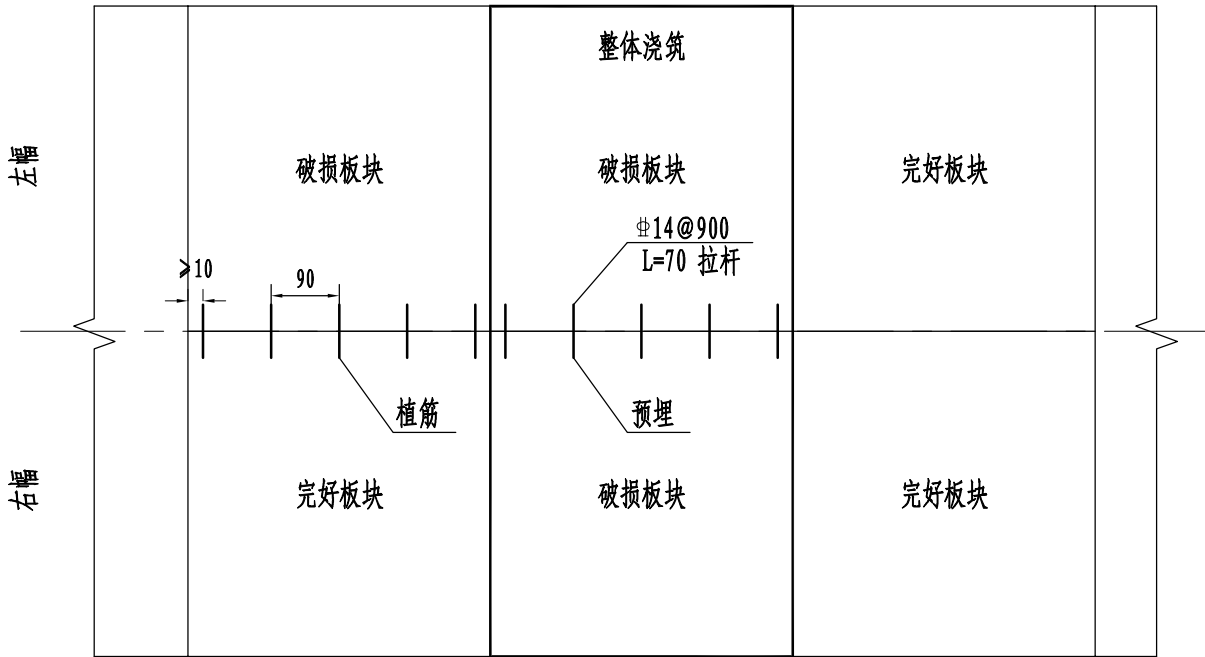 整体浇筑
左幅
破损板块
破损板块
完好板块
⏀14@900
L=70 拉杆
≥10
90
植筋
预埋
右幅
完好板块
破损板块
完好板块